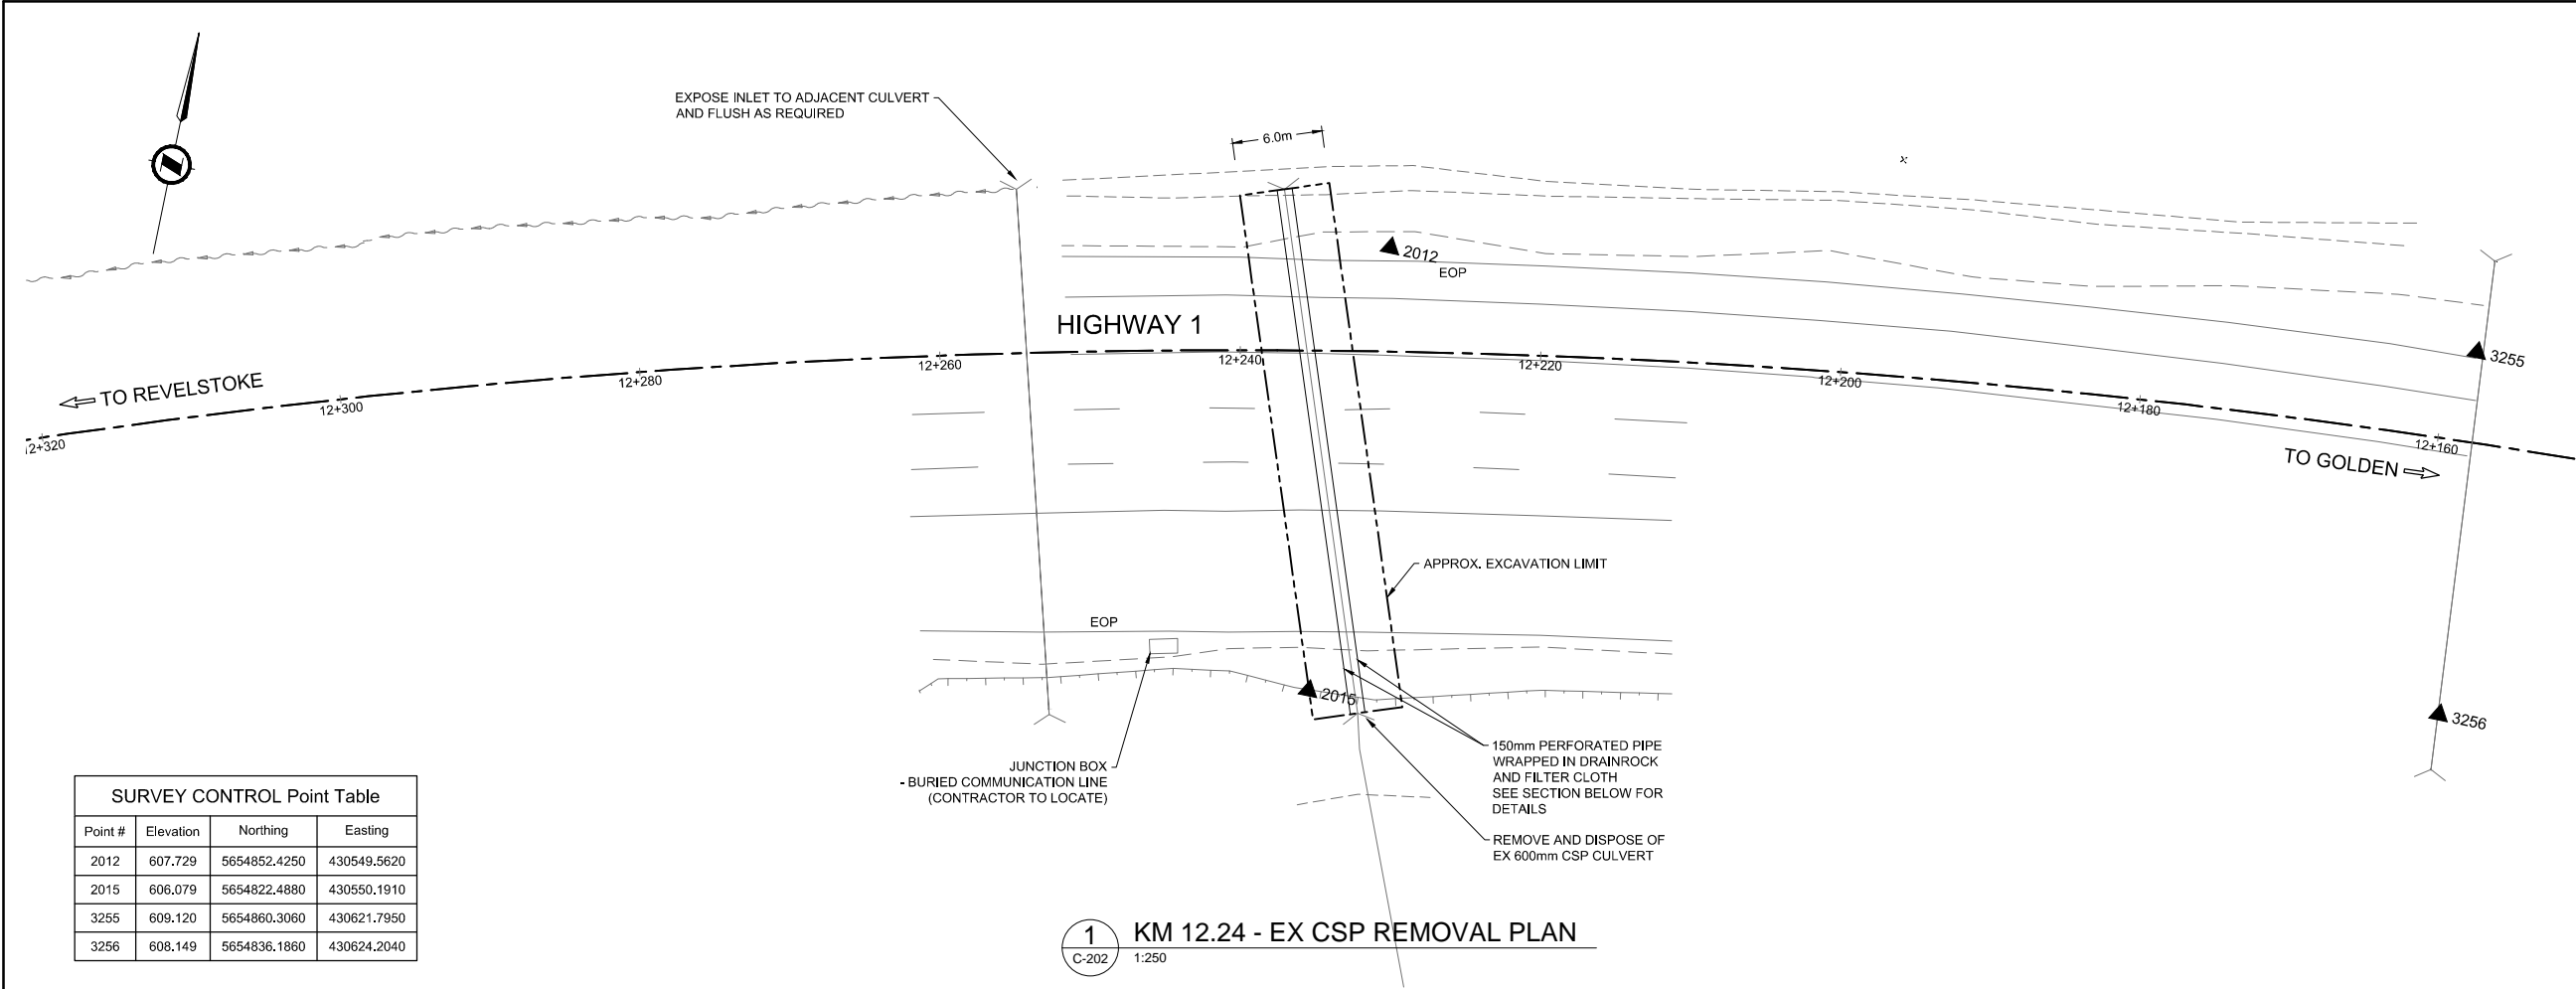 EXPOSE INLET TO ADJACENT CULVERT
AND FLUSH AS REQUIRED
6.0m
x
2012
EOP
HIGHWAY 1
3255
TO REVELSTOKE
12+320
12+300
12+280
12+260
12+240
12+220
12+200
12+180
12+160
TO GOLDEN
APPROX. EXCAVATION LIMIT
EOP
2015
3256
JUNCTION BOX
- BURIED COMMUNICATION LINE
(CONTRACTOR TO LOCATE)
150mm PERFORATED PIPE
WRAPPED IN DRAINROCK
AND FILTER CLOTH
SEE SECTION BELOW FOR
DETAILS
REMOVE AND DISPOSE OF
EX 600mm CSP CULVERT
SURVEY CONTROL Point Table
Point # Elevation Northing Easting
2012 607.729 5654852.4250 430549.5620
2015 606.079 5654822.4880 430550.1910
3255 609.120 5654860.3060 430621.7950
3256 608.149 5654836.1860 430624.2040
1 KM 12.24 - EX CSP REMOVAL PLAN
C-202 1:250